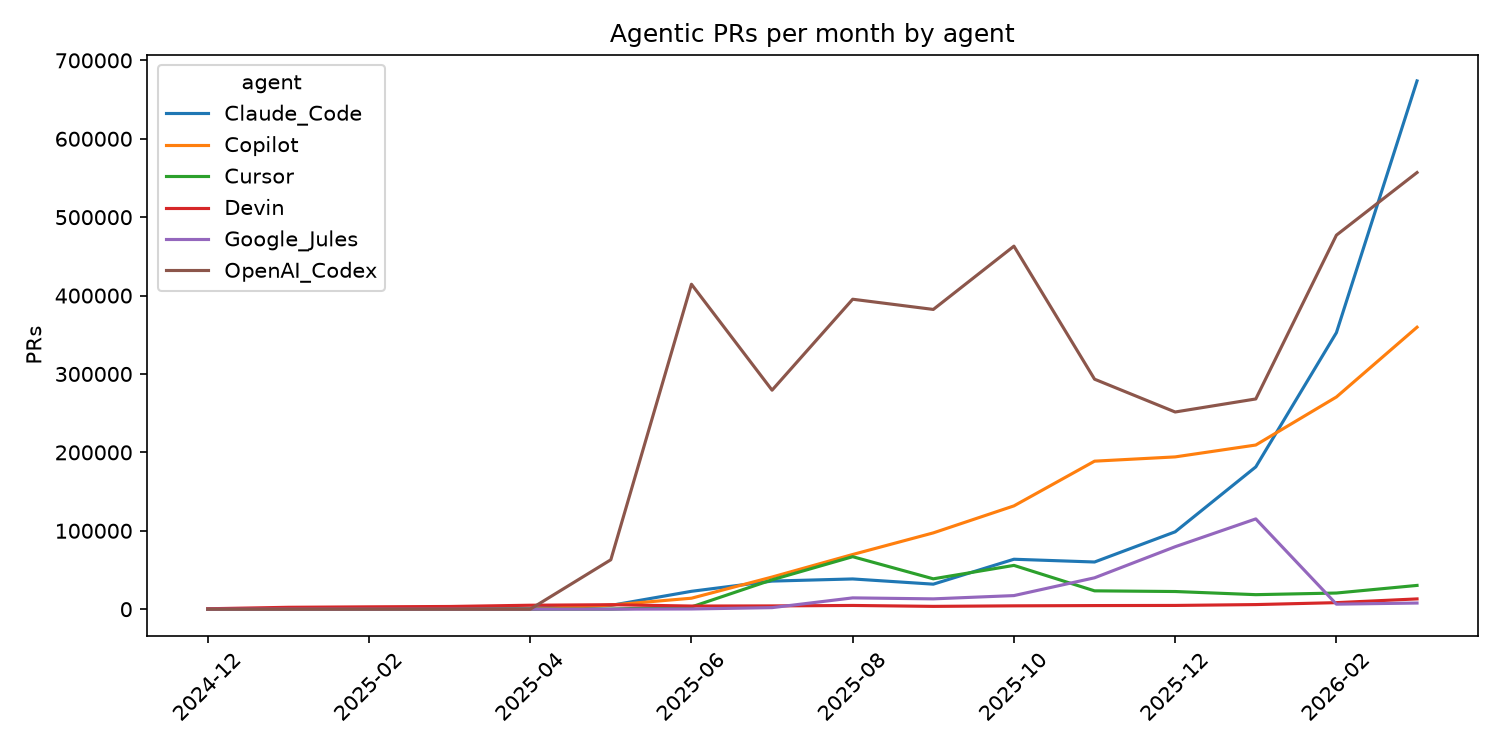 Agentic PRs per month by agent
700000
600000
500000
400000
300000
200000
100000
0
PRs
agent
Claude_Code
Copilot
Cursor
Devin
Google_Jules
OpenAI_Codex
2024-12
2025-02
2025-04
2025-06
2025-08
2025-10
2025-12
2026-02